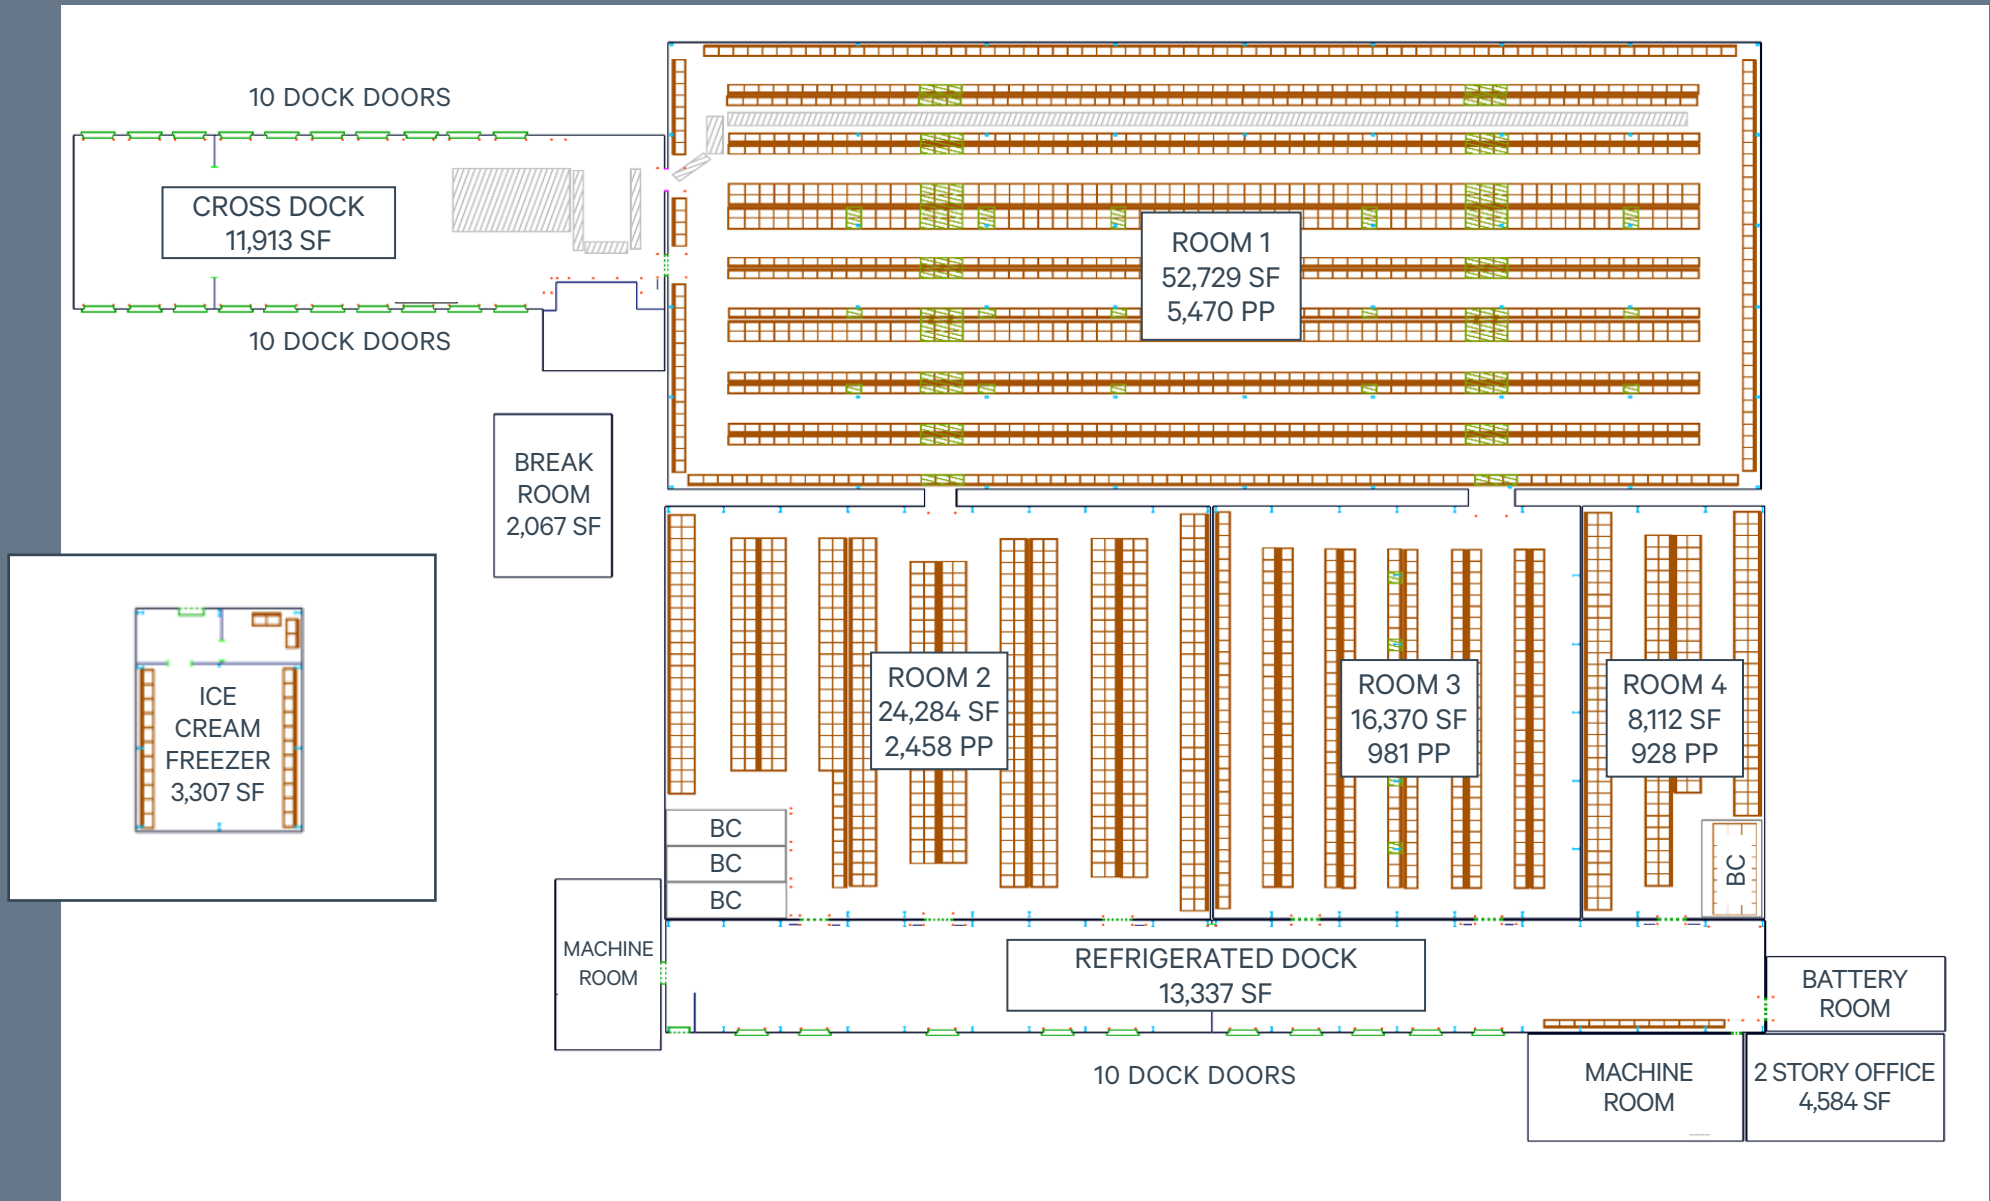 10 DOCK DOORS
CROSS DOCK
11,913 SF
10 DOCK DOORS
ROOM 1
52,729 SF
5,470 PP
BREAK
ROOM
2,067 SF
ICE
CREAM
FREEZER
3,307 SF
ROOM 2
24,284 SF
2,458 PP
ROOM 3
16,370 SF
981 PP
ROOM 4
8,112 SF
928 PP
BC
BC
BC
BC
MACHINE
ROOM
REFRIGERATED DOCK
13,337 SF
BATTERY
ROOM
10 DOCK DOORS
MACHINE
ROOM
2 STORY OFFICE
4,584 SF